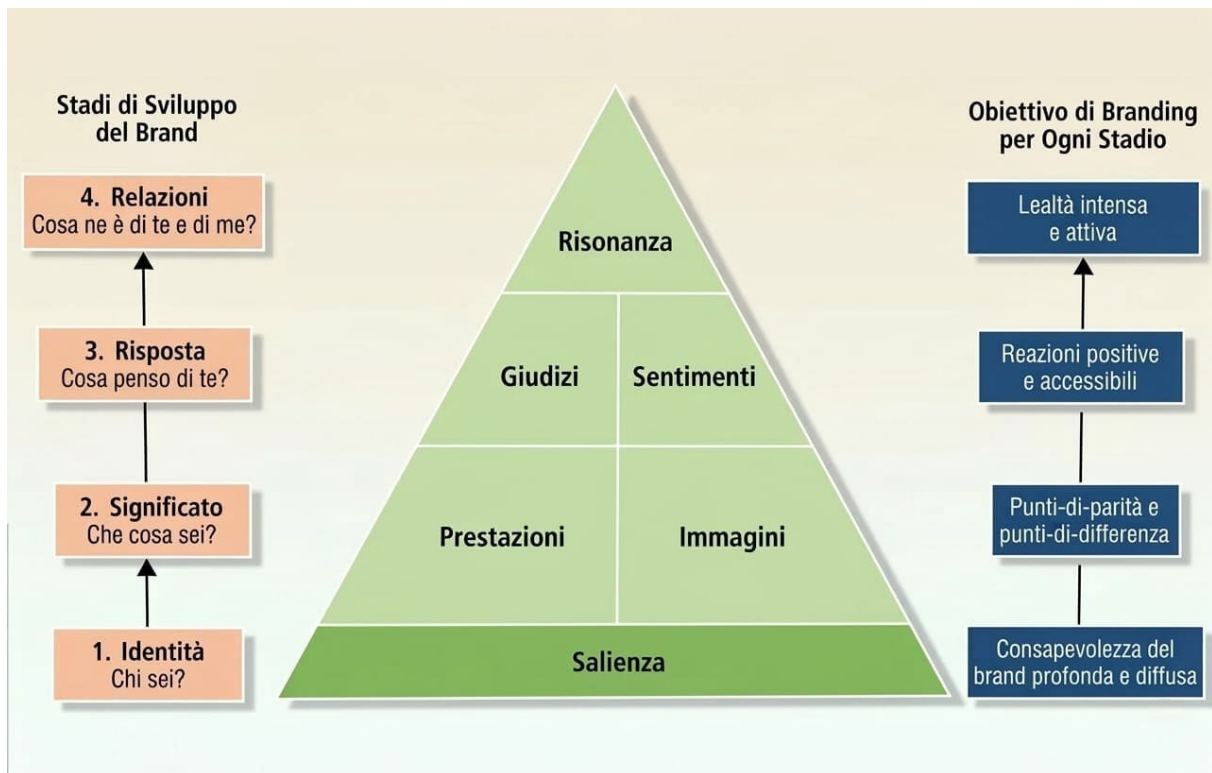 Stadi di Sviluppo
del Brand
4. Relazioni
Cosa ne è di te e di me?
3. Risposta
Cosa penso di te?
2. Significato
Che cosa sei?
1. Identità
Chi sei?
Risonanza
Giudizi
Sentimenti
Prestazioni
Immagini
Salienza
Obiettivo di Branding
per Ogni Stadio
Lealtà intensa
e attiva
Reazioni positive
e accessibili
Punti-di-parità e
punti-di-differenza
Consapevolezza del
brand profonda e diffusa